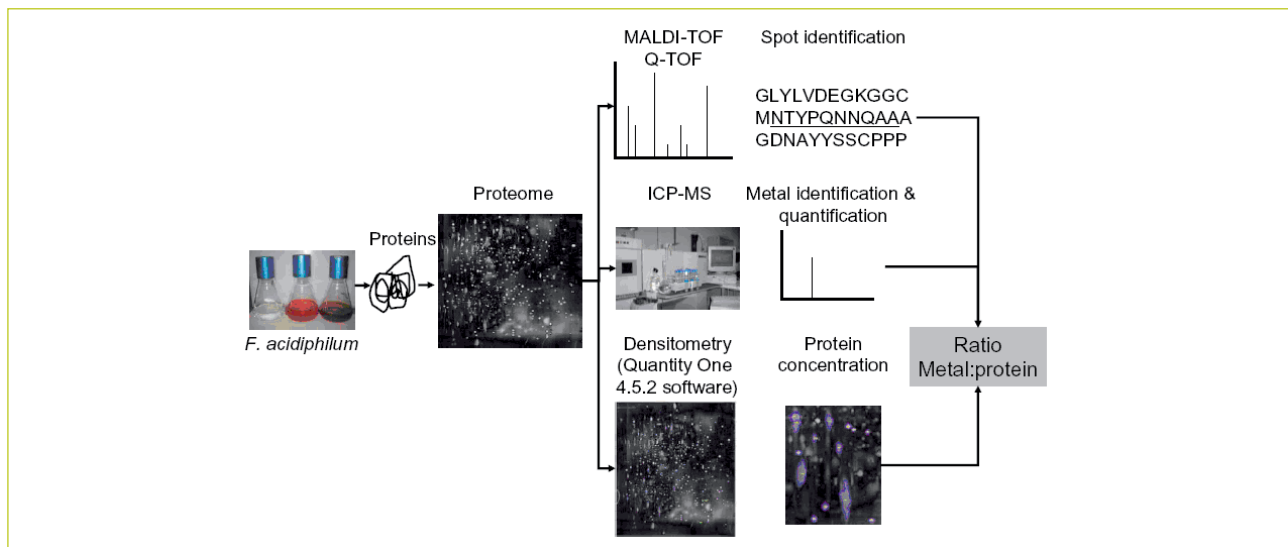 MALDI-TOF
Q-TOF
Spot identification
GLYLVDEGKGGC
MNTYPQNNQAAA
GDNAYYSSCPPP
Proteome
ICP-MS
Metal identification &
quantification
Proteins
F. acidiphilum
Densitometry
(Quantity One
4.5.2 software)
Protein
concentration
Ratio
Metal:protein